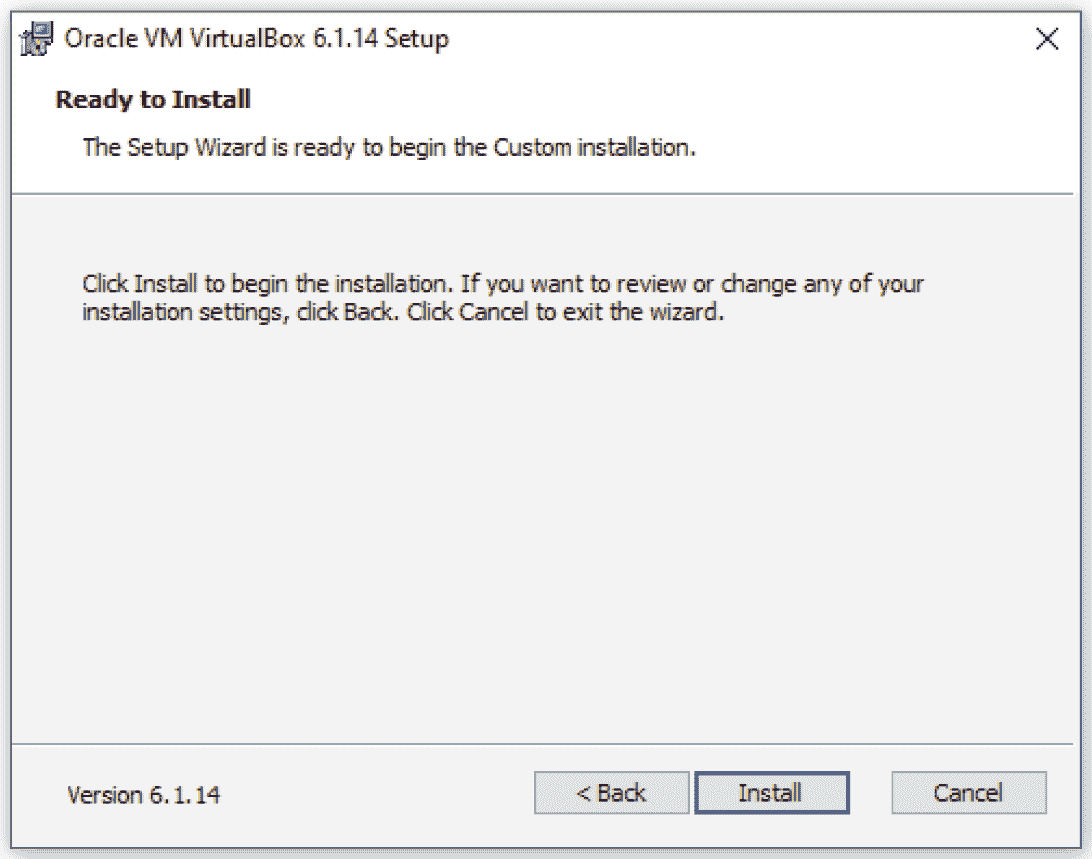 Oracle VM VirtualBox 6.1.14 Setup
Ready to Install
The Setup Wizard is ready to begin the Custom installation.
Click Install to begin the installation. If you want to review or change any of your
installation settings, click Back. Click Cancel to exit the wizard.
Version 6.1.14
< Back
Install
Cancel